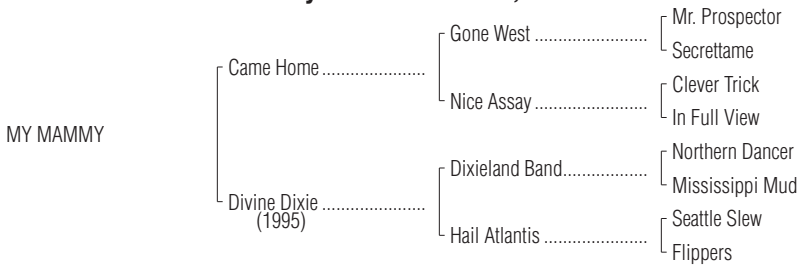 Mr. Prospector
Gone West ........................
Secrettame
Came Home ......................
Clever Trick
Nice Assay ........................
In Full View
MY MAMMY
Northern Dancer
Dixieland Band..................
Mississippi Mud
Divine Dixie ......................
(1995)
Seattle Slew
Hail Atlantis ......................
Flippers